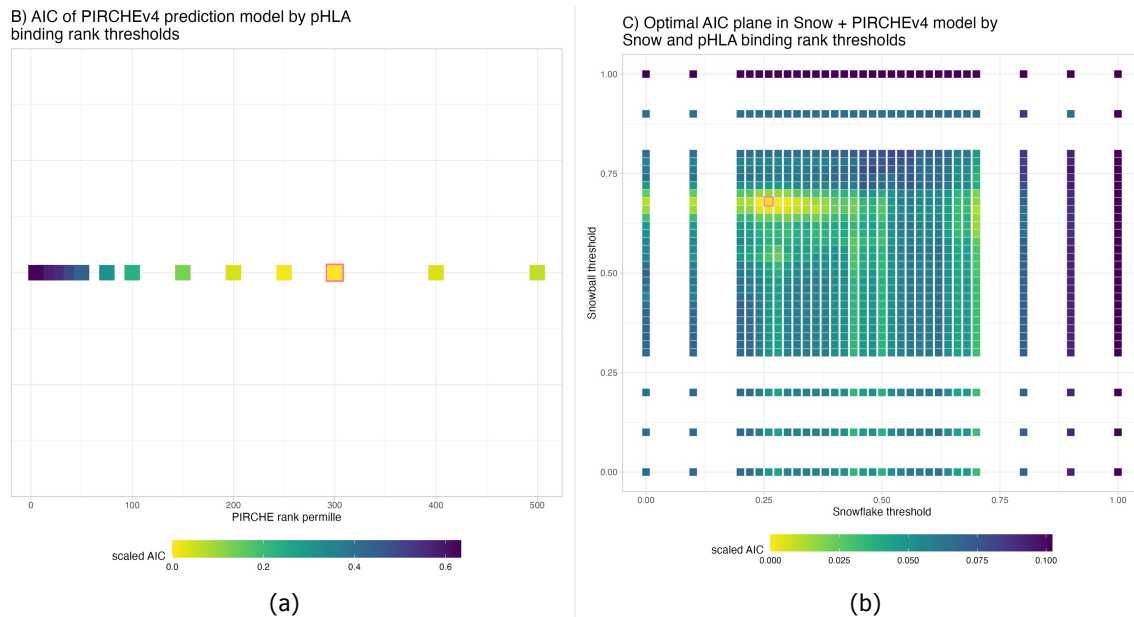 B) AIC of PIRCHEv4 prediction model by pHLA
binding rank thresholds
0
100
200
300
400
500
PIRCHE rank permille
scaled AIC
0.0
0.2
0.4
0.6
(a)
C) Optimal AIC plane in Snow + PIRCHEv4 model by
Snow and pHLA binding rank thresholds
Snowball threshold
1.00
0.75
0.50
0.25
0.00
0.00
0.25
0.50
0.75
1.00
Snowflake threshold
scaled AIC
0.000
0.025
0.050
0.075
0.100
(b)